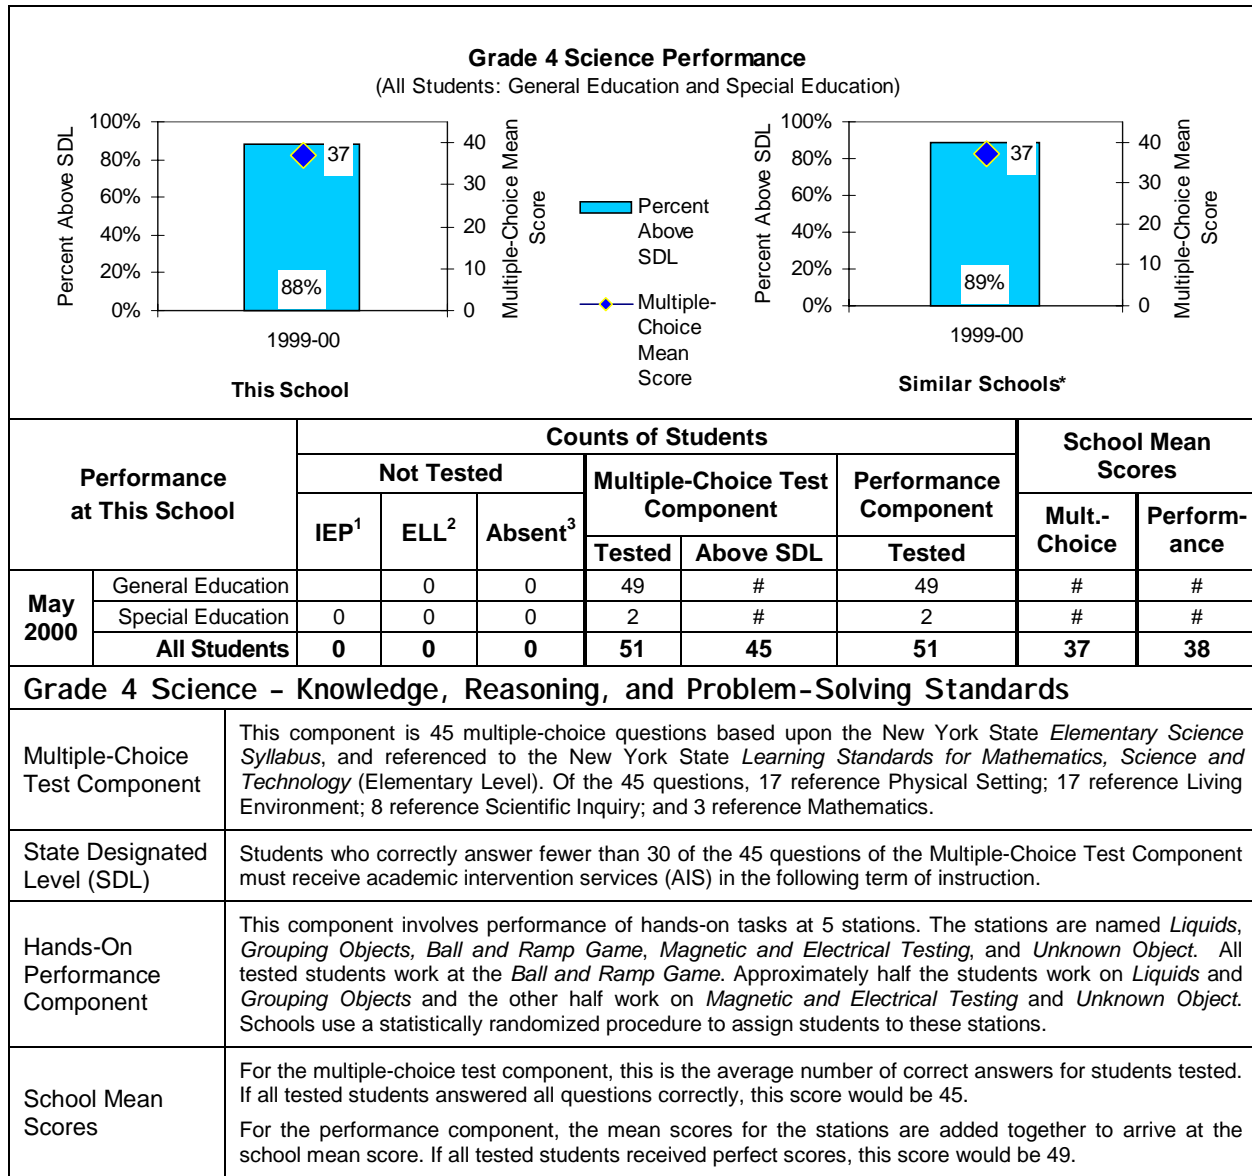 Grade 4 Science Performance
(All Students: General Education and Special Education)
Percent Above SDL
100%
80%
60%
40%
20%
0%
37
88%
1999-00
40
30
20
10
0
Multiple-Choice Mean
Score
This School
Percent
Above
SDL
Multiple-
Choice
Mean
Score
Percent Above SDL
100%
80%
60%
40%
20%
0%
37
89%
1999-00
40
30
20
10
0
Multiple-Choice Mean
Score
Similar Schools*
Performance
at This School
Counts of Students
School Mean
Scores
Not Tested
Multiple-Choice Test
Component
Performance
Component
IEP1 ELL2 Absent3
Tested Above SDL Tested
Mult.-
Choice
Perform-
ance
May
2000
General Education 0 0 49 # 49 # #
Special Education 0 0 0 2 # 2 # #
All Students 0 0 0 51 45 51 37 38
Grade 4 Science – Knowledge, Reasoning, and Problem-Solving Standards
Multiple-Choice
Test Component
This component is 45 multiple-choice questions based upon the New York State Elementary Science
Syllabus, and referenced to the New York State Learning Standards for Mathematics, Science and
Technology (Elementary Level). Of the 45 questions, 17 reference Physical Setting; 17 reference Living
Environment; 8 reference Scientific Inquiry; and 3 reference Mathematics.
State Designated
Level (SDL)
Students who correctly answer fewer than 30 of the 45 questions of the Multiple-Choice Test Component
must receive academic intervention services (AIS) in the following term of instruction.
Hands-On
Performance
Component
This component involves performance of hands-on tasks at 5 stations. The stations are named Liquids,
Grouping Objects, Ball and Ramp Game, Magnetic and Electrical Testing, and Unknown Object. All
tested students work at the Ball and Ramp Game. Approximately half the students work on Liquids and
Grouping Objects and the other half work on Magnetic and Electrical Testing and Unknown Object.
Schools use a statistically randomized procedure to assign students to these stations.
School Mean
Scores
For the multiple-choice test component, this is the average number of correct answers for students tested.
If all tested students answered all questions correctly, this score would be 45.
For the performance component, the mean scores for the stations are added together to arrive at the
school mean score. If all tested students received perfect scores, this score would be 49.